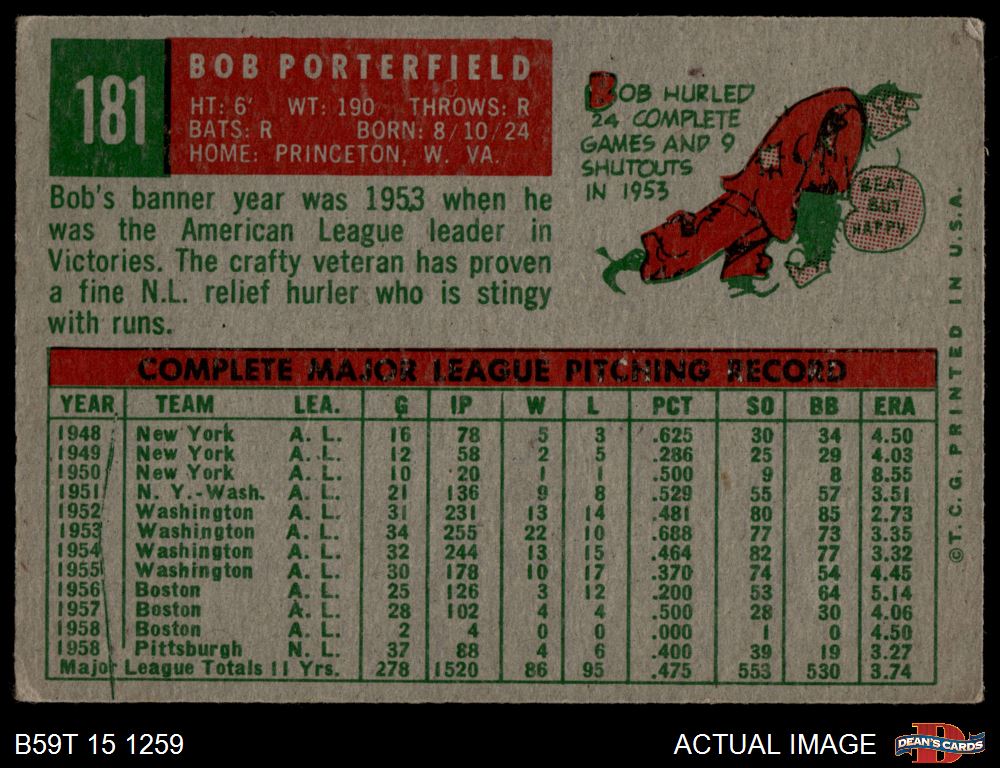 181
BOB PORTERFIELD
HT: 6' WT: 190 THROWS: R
BATS: R BORN: 8/10/24
HOME: PRINCETON, W. VA.
Bob's banner year was 1953 when he
was the American League leader in
Victories. The crafty veteran has proven
a fine N.L. relief hurler who is stingy
with runs.
BOB HURLED
24 COMPLETE
GAMES AND 9
SHUTOUTS
IN 1953
BEAT
BUT
HAPPY
COMPLETE MAJOR LEAGUE PITCHING RECORD
YEAR TEAM LEA. G IP W L PCT SO BB ERA
1948 New York A. L. 16 78 5 3 .625 30 34 4.50
1949 New York A. L. 12 58 2 5 .286 25 29 4.03
1950 New York A. L. 10 20 1 1 .500 9 8 8.55
1951 N. Y.-Wash. A. L. 21 136 9 8 .529 55 57 3.51
1952 Washington A. L. 31 231 13 14 .481 80 85 2.73
1953 Washington A. L. 34 255 22 10 .688 77 73 3.35
1954 Washington A. L. 32 244 13 15 .464 82 77 3.32
1955 Washington A. L. 30 178 10 17 .370 74 54 4.45
1956 Boston A. L. 25 126 3 12 .200 53 64 5.14
1957 Boston A. L. 28 102 4 4 .500 28 30 4.06
1958 Boston A. L. 2 4 0 0 .000 1 0 4.50
1958 Pittsburgh N. L. 37 88 4 6 .400 39 19 3.27
Major League Totals 11 Yrs. 278 1520 86 95 .475 553 530 3.74
©T. C. G. PRINTED IN U.S.A.
B59T 15 1259
ACTUAL IMAGE
DEAN'S CARDS